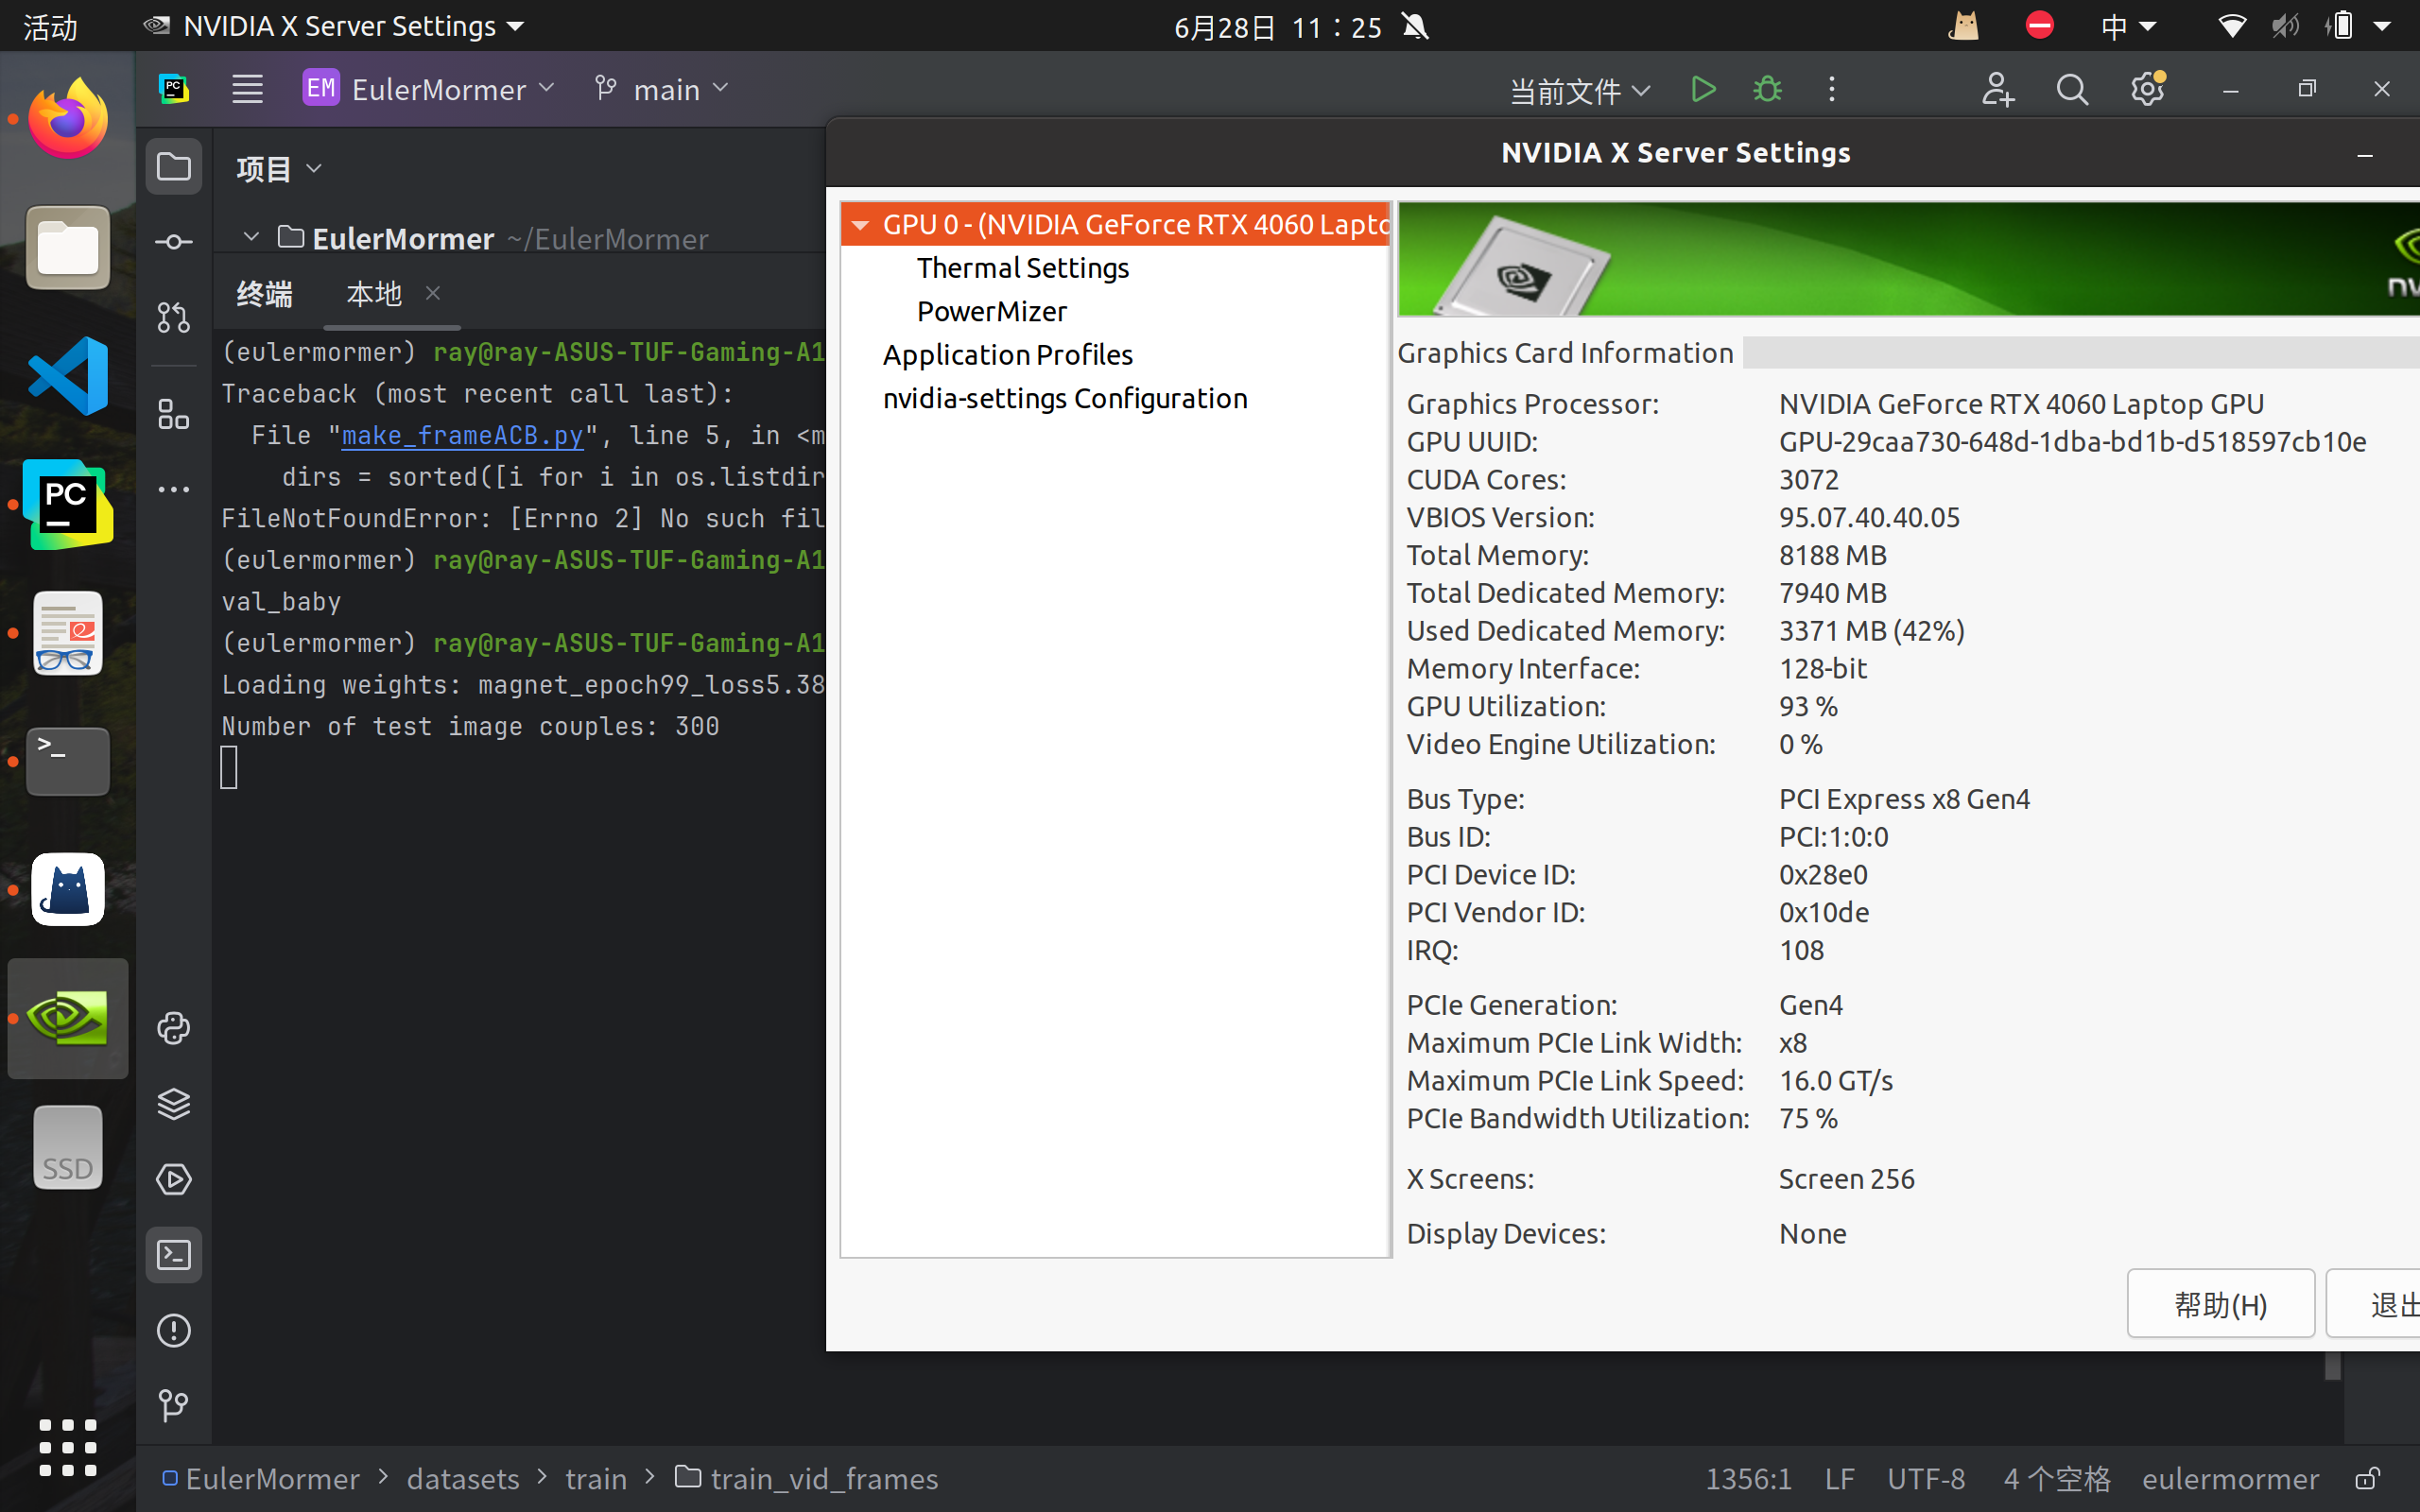 活动
NVIDIA X Server Settings
6月28日 11：25
中
EM EulerMormer
main
当前文件
项目
EulerMormer ~/EulerMormer
终端
本地
(eulermormer) ray@ray-ASUS-TUF-Gaming-A1
Traceback (most recent call last):
File "make_frameACB.py", line 5, in <m
dirs = sorted([i for i in os.listdir
FileNotFoundError: [Errno 2] No such fil
(eulermormer) ray@ray-ASUS-TUF-Gaming-A1
val_baby
(eulermormer) ray@ray-ASUS-TUF-Gaming-A1
Loading weights: magnet_epoch99_loss5.38
Number of test image couples: 300
NVIDIA X Server Settings
GPU 0 - (NVIDIA GeForce RTX 4060 Lapto
Thermal Settings
PowerMizer
Application Profiles
nvidia-settings Configuration
Graphics Card Information
Graphics Processor: NVIDIA GeForce RTX 4060 Laptop GPU
GPU UUID: GPU-29caa730-648d-1dba-bd1b-d518597cb10e
CUDA Cores: 3072
VBIOS Version: 95.07.40.40.05
Total Memory: 8188 MB
Total Dedicated Memory: 7940 MB
Used Dedicated Memory: 3371 MB (42%)
Memory Interface: 128-bit
GPU Utilization: 93 %
Video Engine Utilization: 0 %
Bus Type: PCI Express x8 Gen4
Bus ID: PCI:1:0:0
PCI Device ID: 0x28e0
PCI Vendor ID: 0x10de
IRQ: 108
PCIe Generation: Gen4
Maximum PCIe Link Width: x8
Maximum PCIe Link Speed: 16.0 GT/s
PCIe Bandwidth Utilization: 75 %
X Screens: Screen 256
Display Devices: None
帮助(H)
退出
PC
SSD
EulerMormer > datasets > train > train_vid_frames
1356:1 LF UTF-8 4 个空格 eulermormer